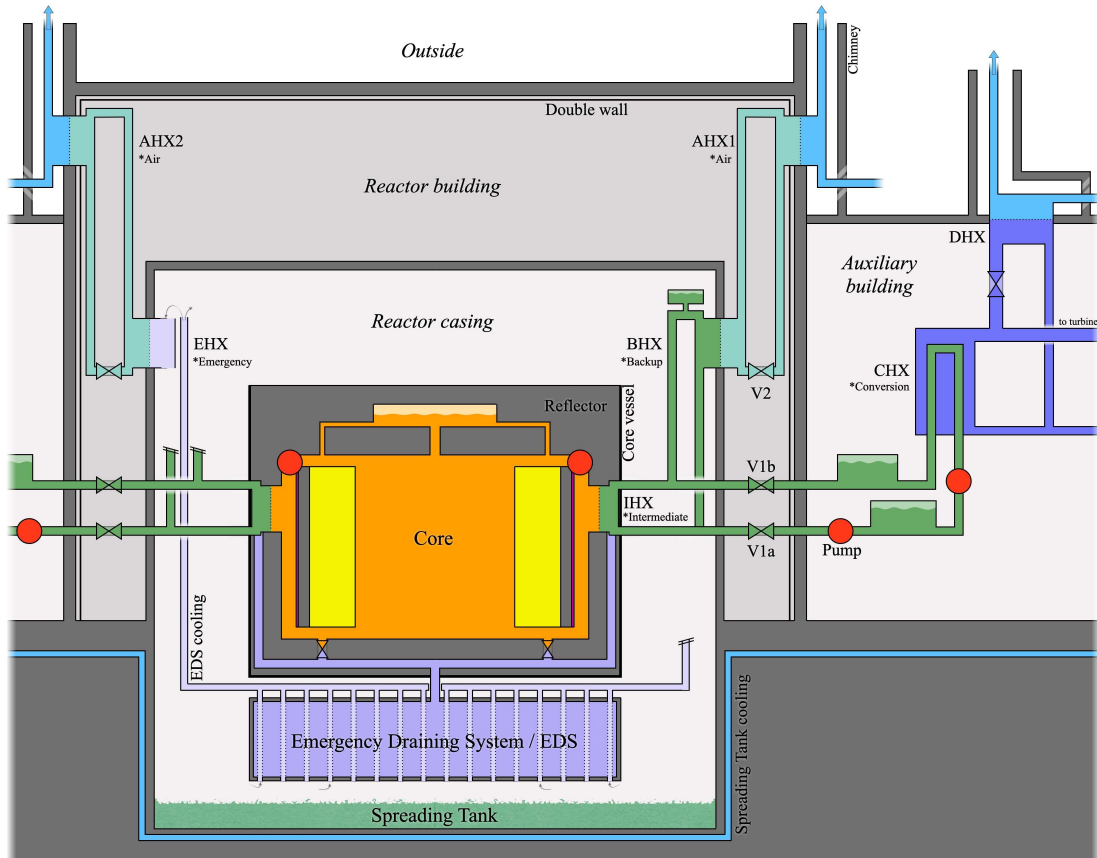 Outside
Chimney
Double wall
AHX2
*Air
AHX1
*Air
Reactor building
DHX
Auxiliary
building
Reactor casing
to turbine
EHX
*Emergency
BHX
*Backup
CHX
*Conversion
V2
Reflector
Core vessel
V1b
IHX
*Intermediate
Core
V1a
Pump
EDS cooling
Emergency Draining System / EDS
Spreading Tank cooling
Spreading Tank